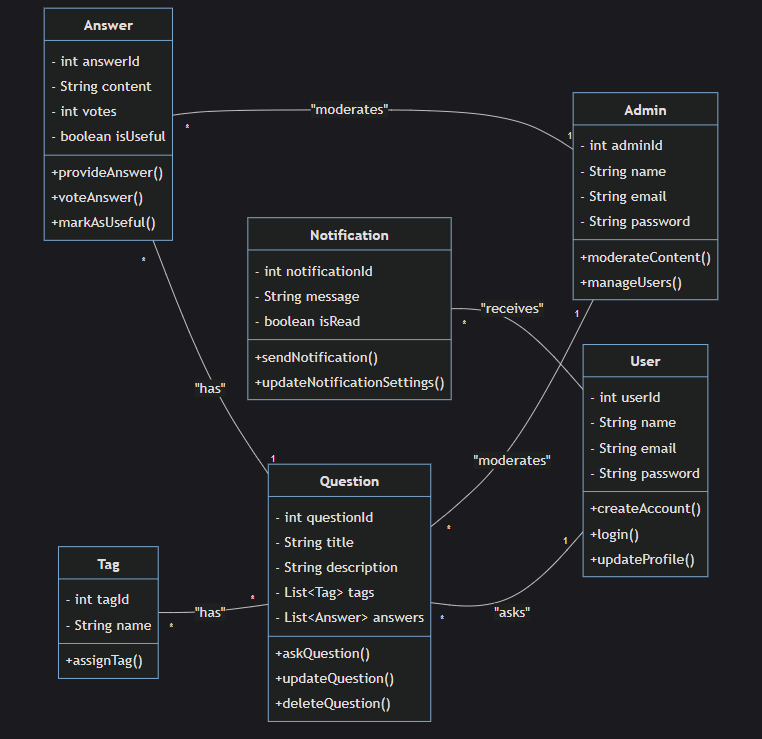 Answer
- int answerId
- String content
- int votes
- boolean isUseful
+provideAnswer()
+voteAnswer()
+markAsUseful()
*
"moderates"
1
Admin
- int adminId
- String name
- String email
- String password
+moderateContent()
+manageUsers()
1
Notification
- int notificationId
- String message
- boolean isRead
+sendNotification()
+updateNotificationSettings()
*
"receives"
User
- int userId
- String name
- String email
- String password
+createAccount()
+login()
+updateProfile()
1
*
"has"
1
"moderates"
*
Question
- int questionId
- String title
- String description
- List<Tag> tags
- List<Answer> answers
+askQuestion()
+updateQuestion()
+deleteQuestion()
*
"asks"
Tag
- int tagId
- String name
+assignTag()
*
"has"
*